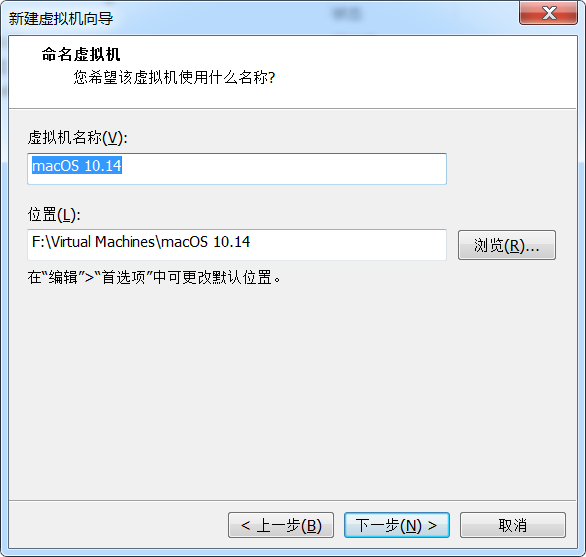 新建虚拟机向导
命名虚拟机
您希望该虚拟机使用什么名称?
虚拟机名称(V):
macOS 10.14
位置(L):
F:\Virtual Machines\macOS 10.14
浏览(R)...
在“编辑”>“首选项”中可更改默认位置。
< 上一步(B)
下一步(N) >
取消